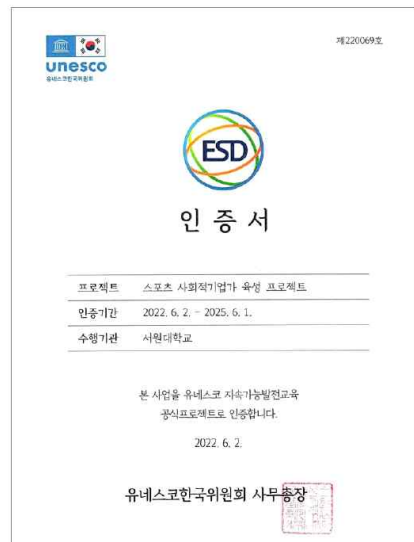 제220069호
unesco
유네스코한국위원회
ESD
인증서
프로젝트 스포츠 사회적기업가 육성 프로젝트
인증기간 2022. 6. 2. - 2025. 6. 1.
수행기관 서원대학교
본 사업을 유네스코 지속가능발전교육
공식프로젝트로 인증합니다.
2022. 6. 2.
유네스코한국위원회 사무총장